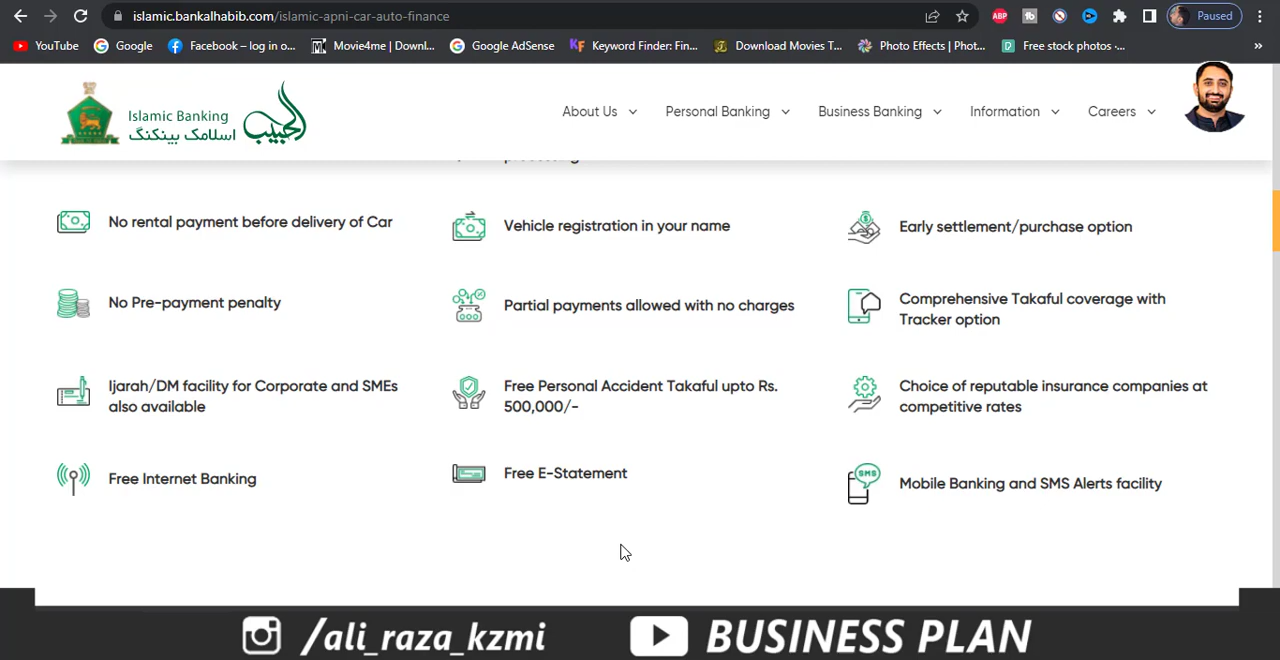 islamic.bankalhabib.com/islamic-apni-car-auto-finance
ABP
Paused
YouTube
Google
Facebook – log in o...
Movie4me | Downl...
Google AdSense
KF
Keyword Finder: Fin...
Download Movies T...
Photo Effects | Phot...
Free stock photos ·...
»
Islamic Banking
اسلامک بینکنگ
الحبیب
About Us
Personal Banking
Business Banking
Information
Careers
processing
No rental payment before delivery of Car
Vehicle registration in your name
Early settlement/purchase option
No Pre-payment penalty
Partial payments allowed with no charges
Comprehensive Takaful coverage with
Tracker option
Ijarah/DM facility for Corporate and SMEs
also available
Free Personal Accident Takaful upto Rs.
500,000/-
Choice of reputable insurance companies at
competitive rates
Free Internet Banking
Free E-Statement
SMS
Mobile Banking and SMS Alerts facility
/ali_raza_kzmi
BUSINESS PLAN